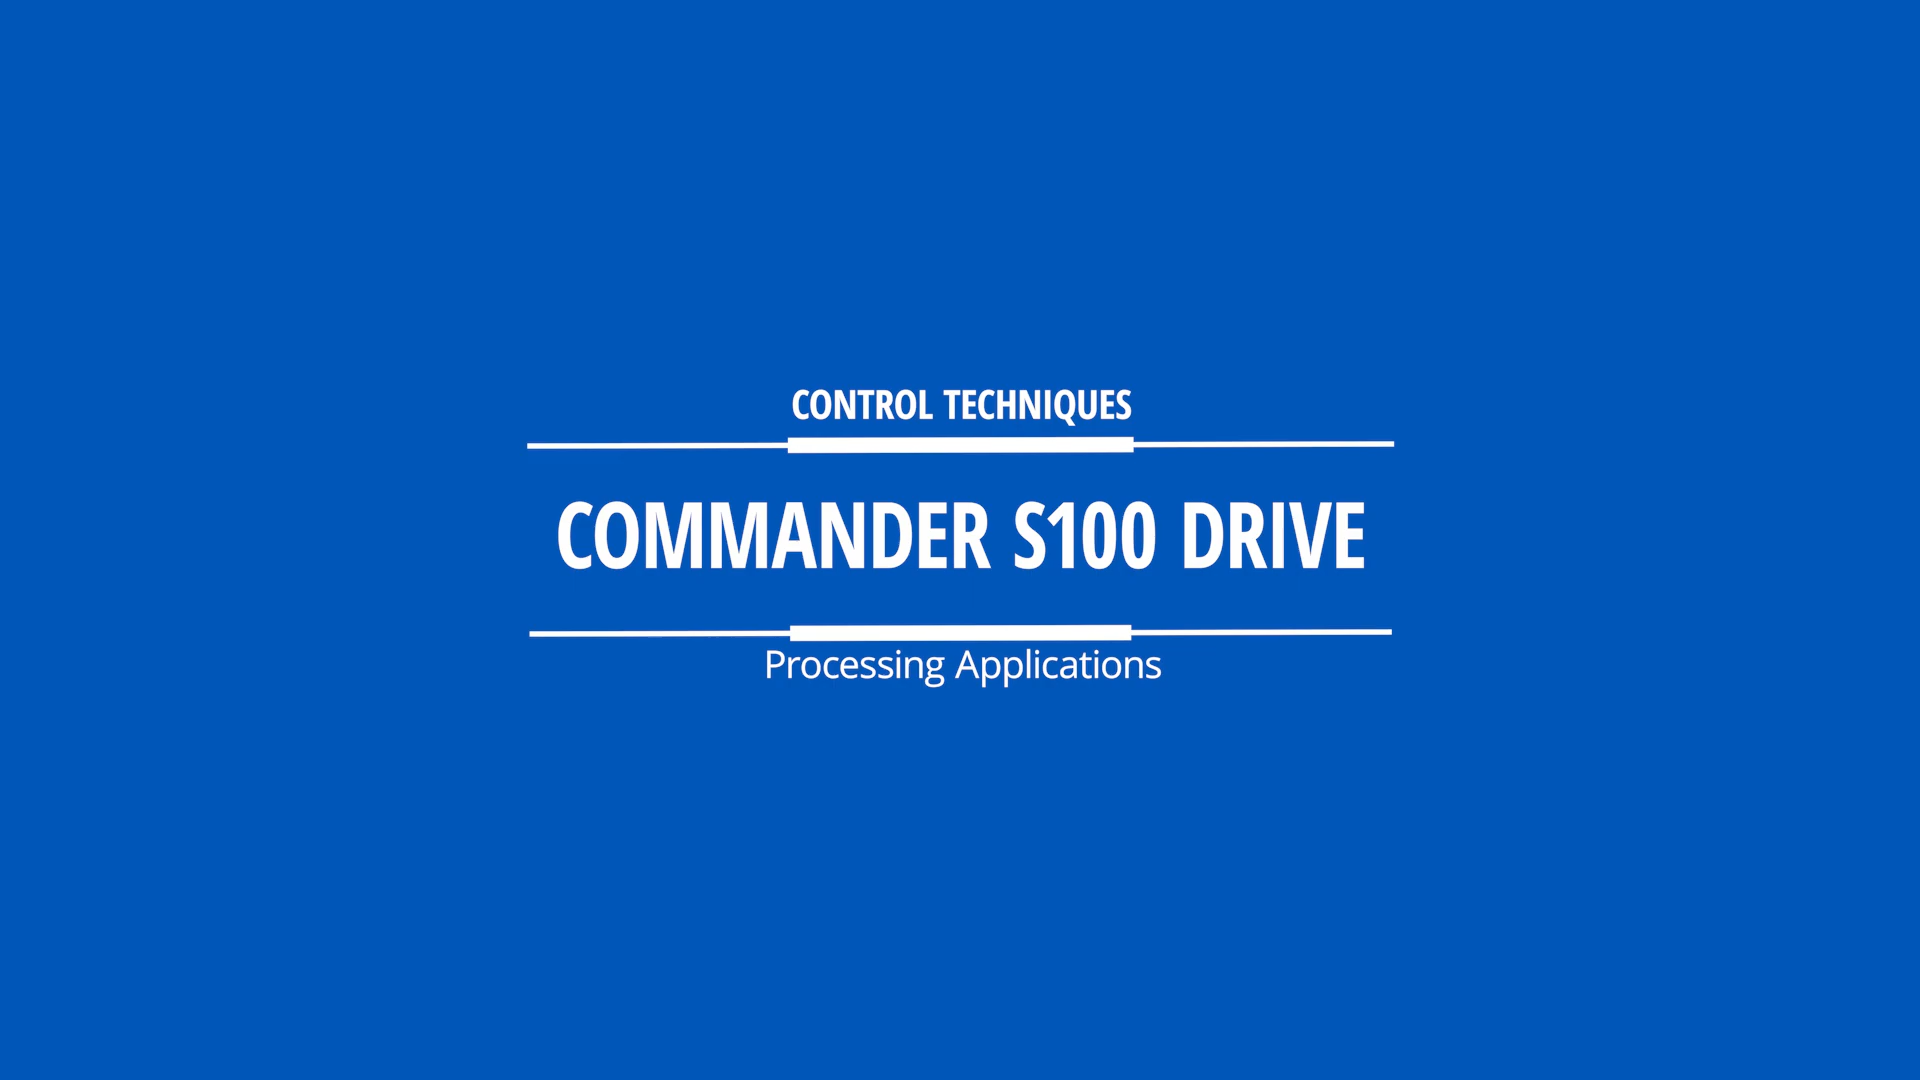 CONTROL TECHNIQUES
COMMANDER S100 DRIVE
Processing Applications